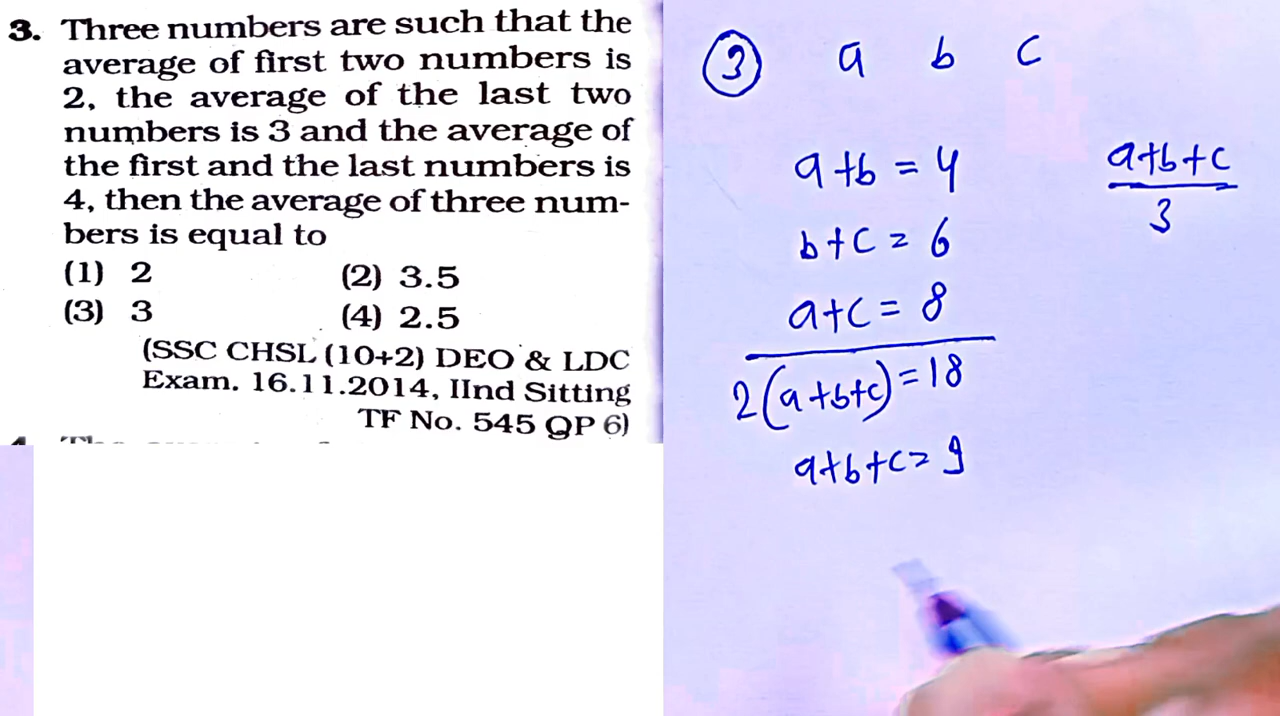 3. Three numbers are such that the
average of first two numbers is
2, the average of the last two
numbers is 3 and the average of
the first and the last numbers is
4, then the average of three num-
bers is equal to
(1) 2 (2) 3.5
(3) 3 (4) 2.5
(SSC CHSL (10+2) DEO & LDC
Exam. 16.11.2014, IInd Sitting
TF No. 545 QP 6)
3 a b c
a+b = 4
b+c = 6
a+c = 8
2(a+b+c) = 18
a+b+c = 9
a+b+c
3